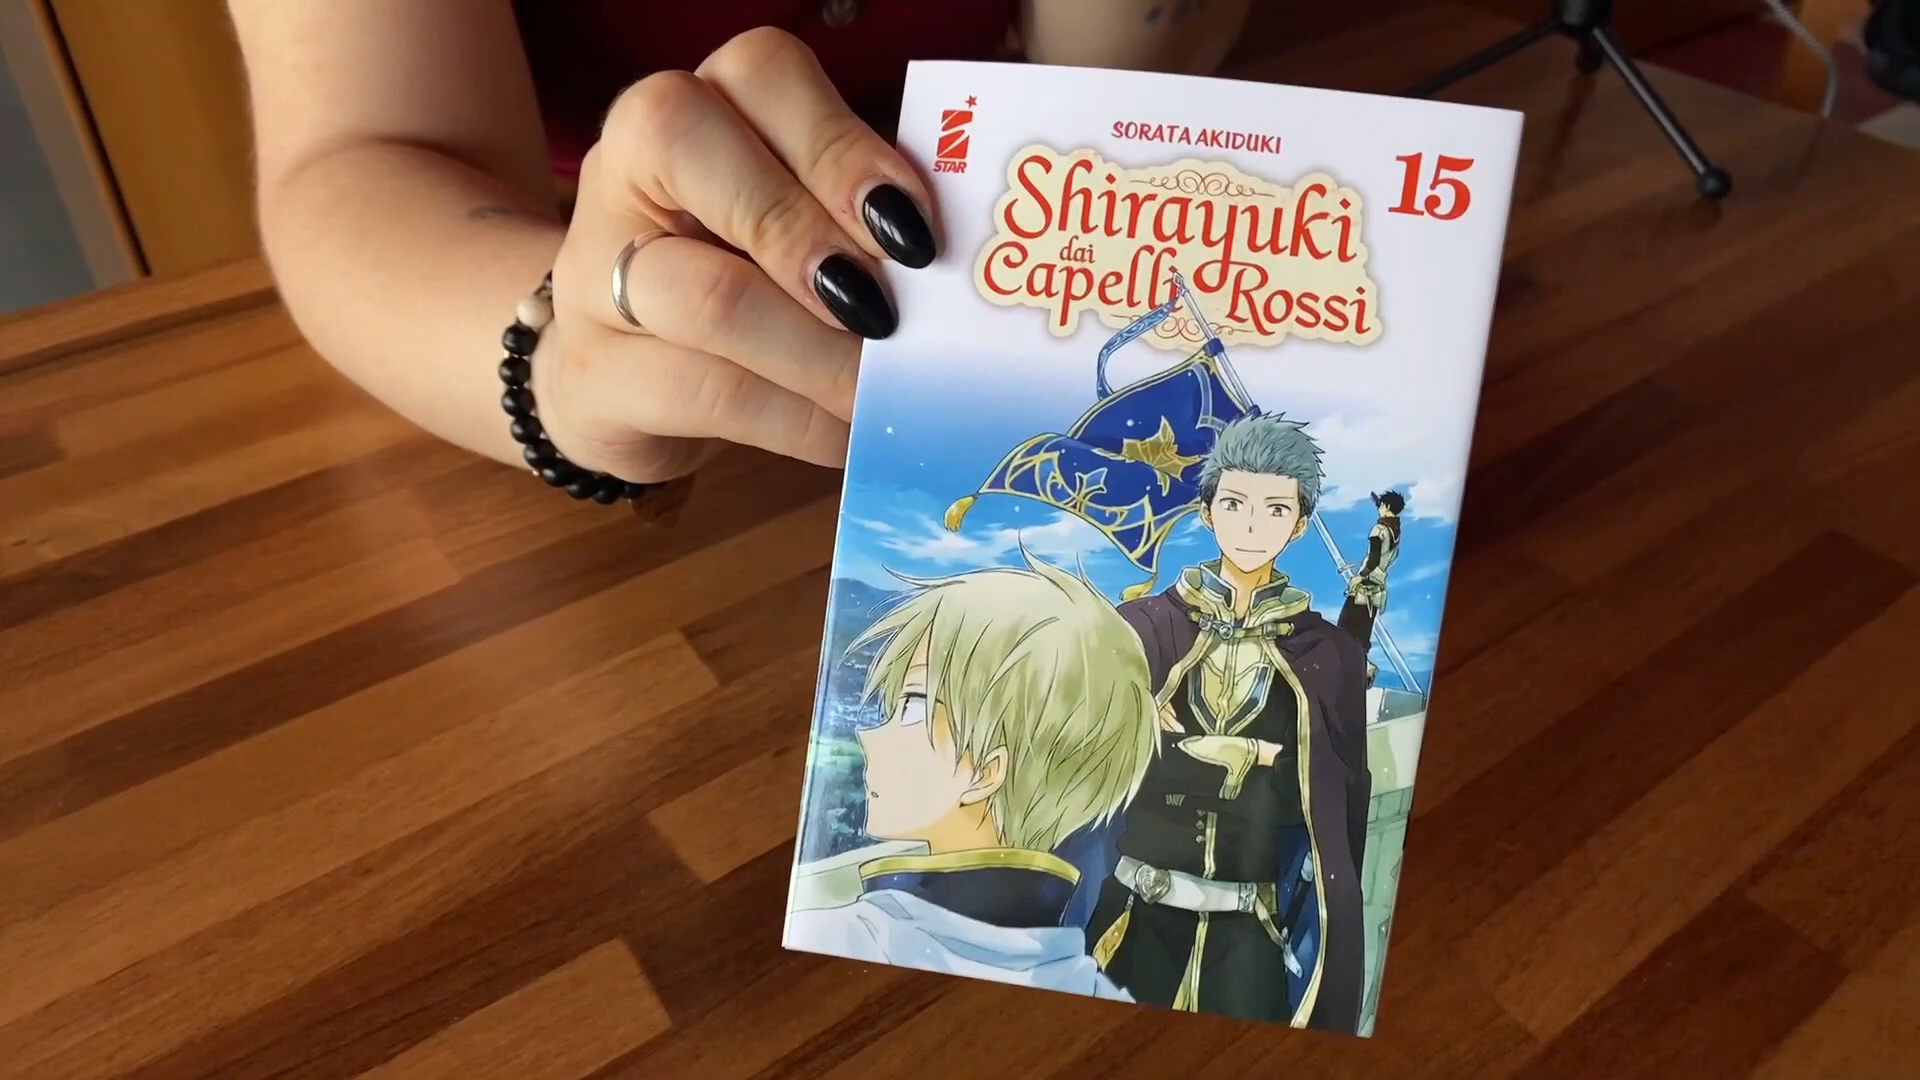 STAR
SORATA AKIDUKI
15
Shirayuki
dai
Capelli Rossi